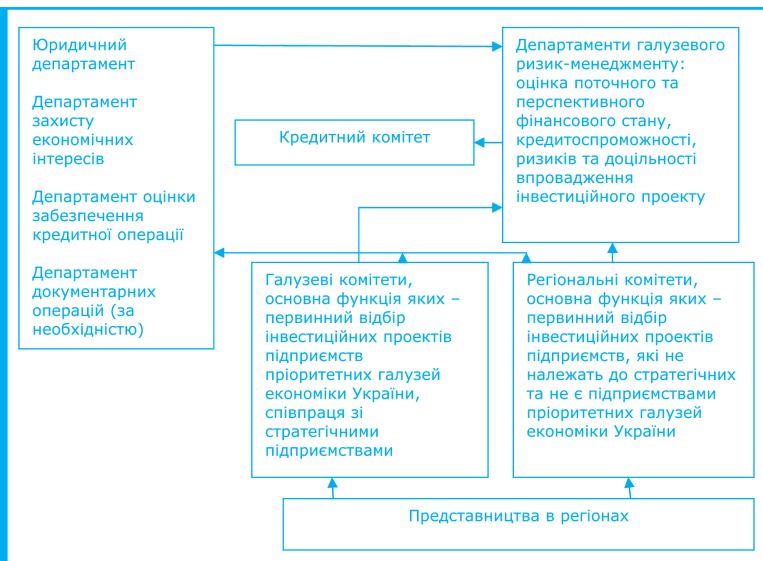 Юридичний
департамент
Департамент
захисту
економічних
інтересів
Департамент оцінки
забезпечення
кредитної операції
Департамент
документарних
операцій (за
необхідністю)
Департаменти галузевого
ризик-менеджменту:
оцінка поточного та
перспективного
фінансового стану,
кредитоспроможності,
ризиків та доцільності
впровадження
інвестиційного проекту
Кредитний комітет
Галузеві комітети,
основна функція яких –
первинний відбір
інвестиційних проектів
підприємств
пріоритетних галузей
економіки України,
співпраця зі
стратегічними
підприємствами
Регіональні комітети,
основна функція яких –
первинний відбір
інвестиційних проектів
підприємств, які не
належать до стратегічних
та не є підприємствами
пріоритетних галузей
економіки України
Представництва в регіонах